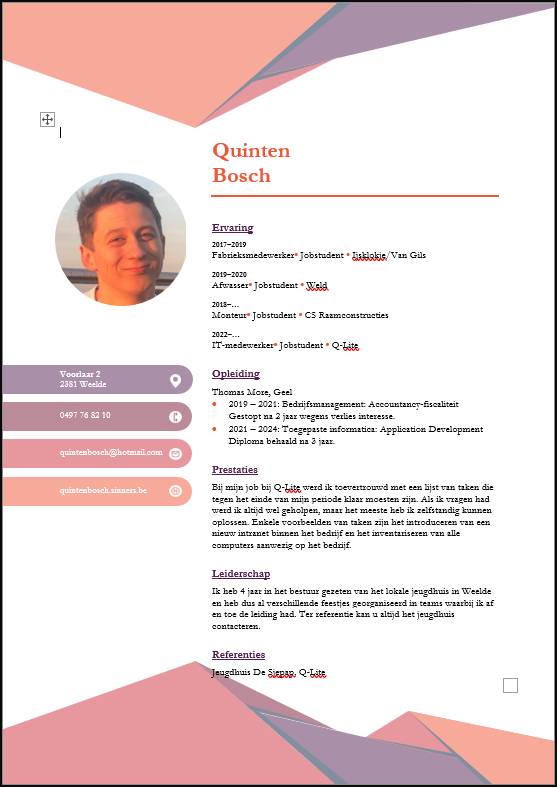 Quinten
Bosch
Ervaring
2017–2019
Fabrieksmedewerker• Jobstudent • Ijsklokje/Van Gils
2019–2020
Afwasser• Jobstudent • Weld
2018–…
Monteur• Jobstudent • CS Raamconstructies
2022–…
IT-medewerker• Jobstudent • Q-Lite
Voorlaar 2
2381 Weelde
0497 76 82 10
quintenbosch@hotmail.com
quintenbosch.sinners.be
Opleiding
Thomas More, Geel
• 2019 – 2021: Bedrijfsmanagement: Accountancy-fiscaliteit
Gestopt na 2 jaar wegens verlies interesse.
• 2021 – 2024: Toegepaste informatica: Application Development
Diploma behaald na 3 jaar.
Prestaties
Bij mijn job bij Q-Lite werd ik toevertrouwd met een lijst van taken die
tegen het einde van mijn periode klaar moesten zijn. Als ik vragen had
werd ik altijd wel geholpen, maar het meeste heb ik zelfstandig kunnen
oplossen. Enkele voorbeelden van taken zijn het introduceren van een
nieuw intranet binnen het bedrijf en het inventariseren van alle
computers aanwezig op het bedrijf.
Leiderschap
Ik heb 4 jaar in het bestuur gezeten van het lokale jeugdhuis in Weelde
en heb dus al verschillende feestjes georganiseerd in teams waarbij ik af
en toe de leiding had. Ter referentie kan u altijd het jeugdhuis
contacteren.
Referenties
Jeugdhuis De Sjepap, Q-Lite